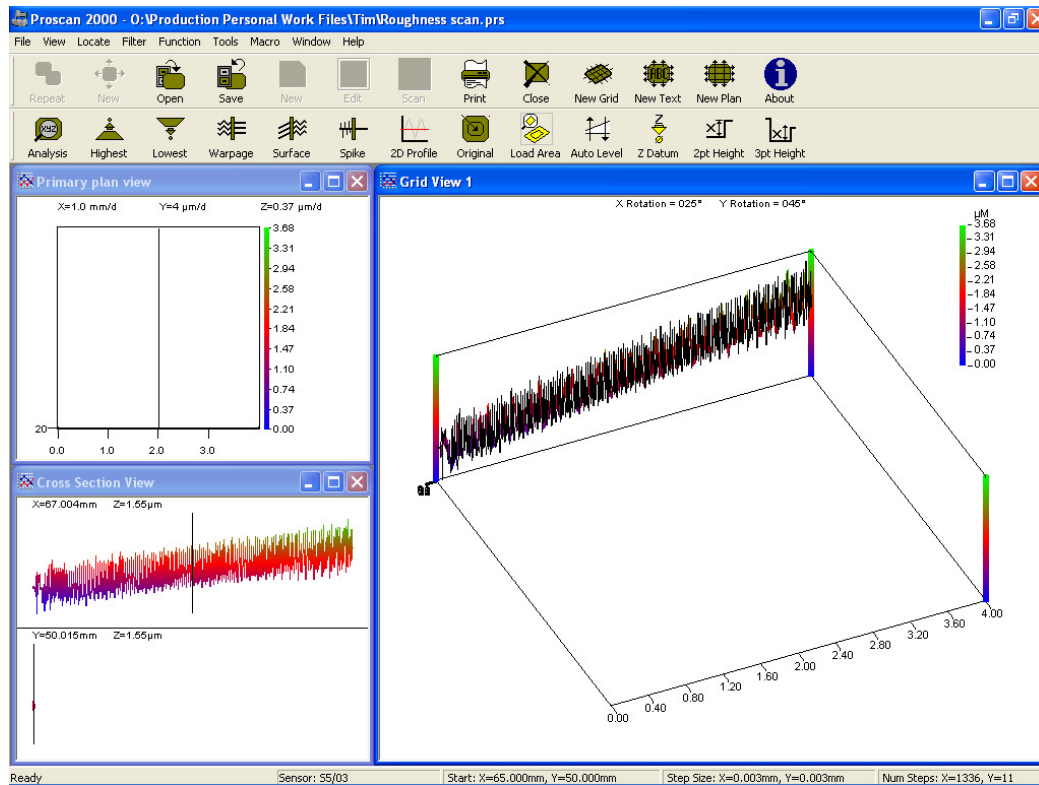 Proscan 2000 - O:\Production Personal Work Files\Tim\Roughness scan.prs
File View Locate Filter Function Tools Macro Window Help
Repeat New Open Save New Edit Scan Print Close New Grid New Text New Plan About
Analysis Highest Lowest Warpage Surface Spike 2D Profile Original Load Area Auto Level Z Datum 2pt Height 3pt Height
Primary plan view
X=1.0 mm/d Y=4 µm/d Z=0.37 µm/d
3.68
3.31
2.94
2.58
2.21
1.84
1.47
1.10
0.74
0.37
0.00
20
0.0 1.0 2.0 3.0
Cross Section View
X=67.004mm Z=1.55µm
Y=50.015mm Z=1.55µm
Grid View 1
X Rotation = 025° Y Rotation = 045°
µM
3.68
3.31
2.94
2.58
2.21
1.84
1.47
1.10
0.74
0.37
0.00
0.00 0.40 0.80 1.20 1.60 2.00 2.40 2.80 3.20 3.60 4.00
Ready Sensor: S5/03 Start: X=65.000mm, Y=50.000mm Step Size: X=0.003mm, Y=0.003mm Num Steps: X=1336, Y=11